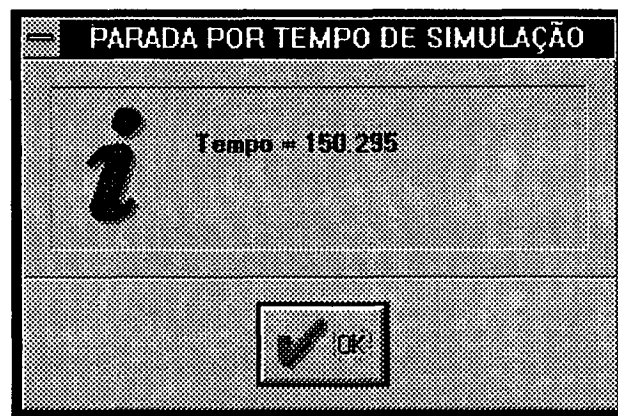 PARADA POR TEMPO DE SIMULAÇÃO
Tempo = 150.295
OK